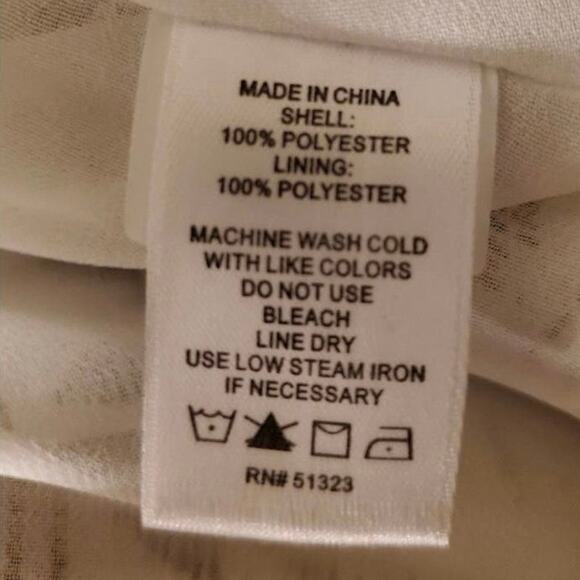 MADE IN CHINA
SHELL:
100% POLYESTER
LINING:
100% POLYESTER
MACHINE WASH COLD
WITH LIKE COLORS
DO NOT USE
BLEACH
LINE DRY
USE LOW STEAM IRON
IF NECESSARY
RN# 51323